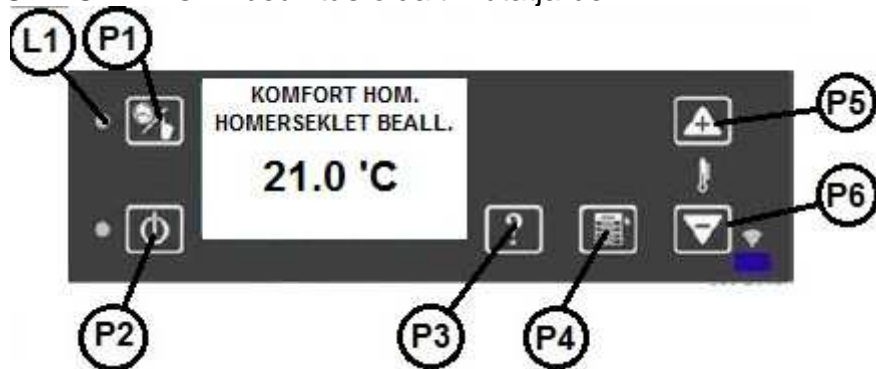 L1
P1
KOMFORT HOM.
HOMERSEKLET BEALL.
21.0 'C
P5
P6
P2
P3
P4